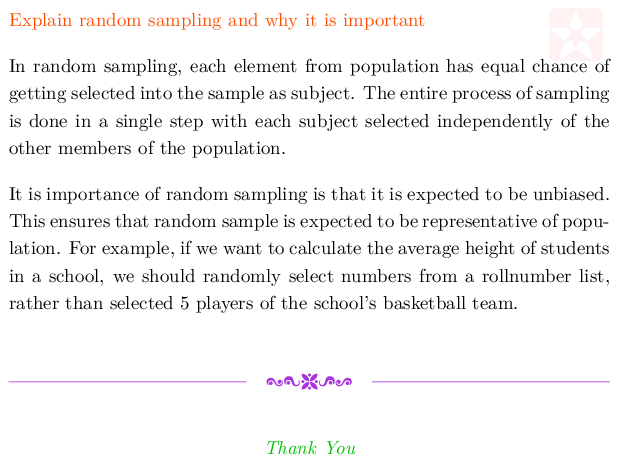 Explain random sampling and why it is important
In random sampling, each element from population has equal chance of
getting selected into the sample as subject. The entire process of sampling
is done in a single step with each subject selected independently of the
other members of the population.
It is importance of random sampling is that it is expected to be unbiased.
This ensures that random sample is expected to be representative of popu-
lation. For example, if we want to calculate the average height of students
in a school, we should randomly select numbers from a rollnumber list,
rather than selected 5 players of the school's basketball team.
Thank You